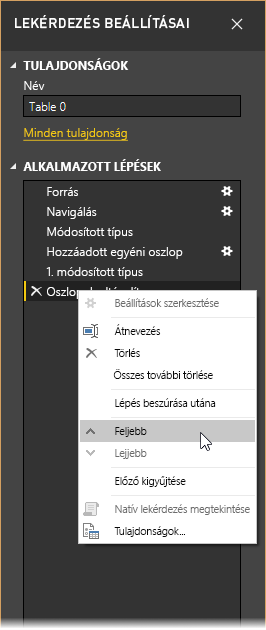 LEKÉRDEZÉS BEÁLLÍTÁSAI
TULAJDONSÁGOK
Név
Table 0
Minden tulajdonság
ALKALMAZOTT LÉPÉSEK
Forrás
Navigálás
Módosított típus
Hozzáadott egyéni oszlop
1. módosított típus
Beállítások szerkesztése
Átnevezés
Törlés
Összes további törlése
Lépés beszúrása utána
Feljebb
Lejjebb
Előző kigyűjtése
Natív lekérdezés megtekintése
Tulajdonságok...